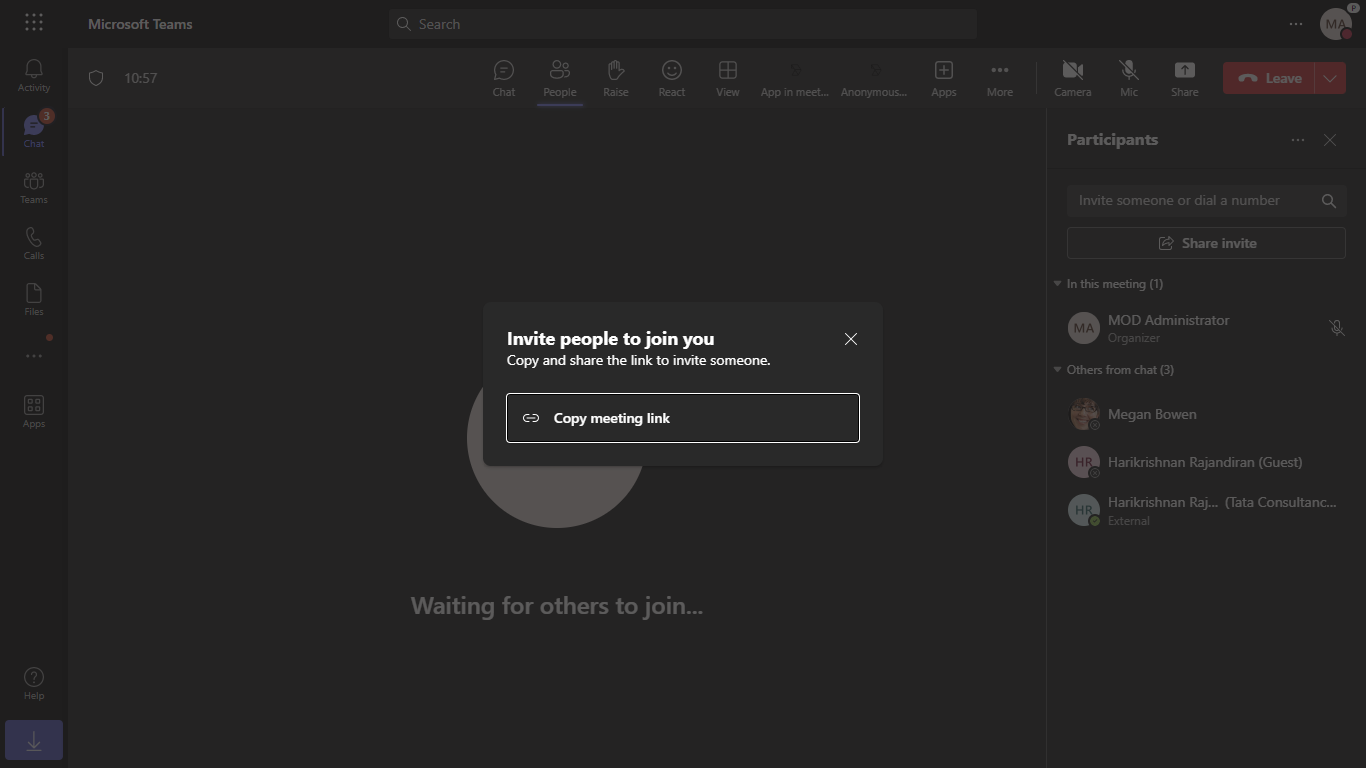 Microsoft Teams
Search
MA
P
Activity
3
Chat
Teams
Calls
Files
Apps
Help
10:57
Chat
People
Raise
React
View
App in meet...
Anonymous...
Apps
More
Camera
Mic
Share
Leave
Participants
Invite someone or dial a number
Share invite
In this meeting (1)
MA
MOD Administrator
Organizer
Others from chat (3)
Megan Bowen
HR
Harikrishnan Rajandiran (Guest)
HR
Harikrishnan Raj... (Tata Consultanc...
External
Invite people to join you
Copy and share the link to invite someone.
Copy meeting link
Waiting for others to join...